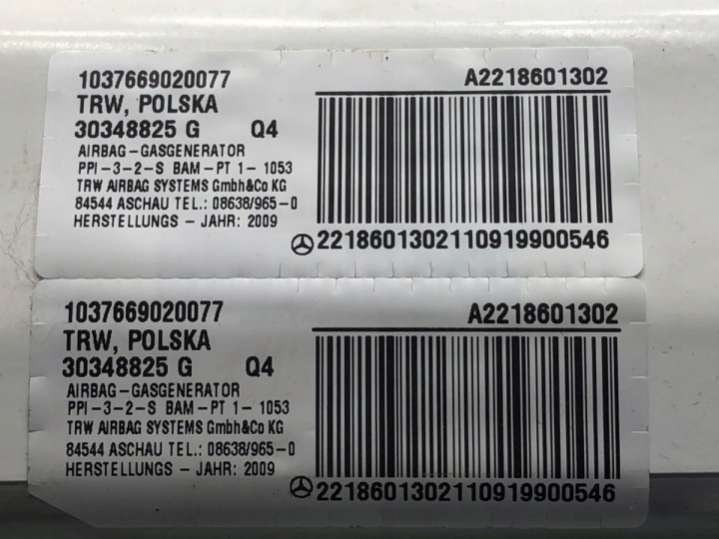 1037669020077
A2218601302
TRW, POLSKA
30348825 G Q4
AIRBAG-GASGENERATOR
PPI-3-2-S BAM-PT 1- 1053
TRW AIRBAG SYSTEMS Gmbh&Co KG
84544 ASCHAU TEL.: 08638/965-0
HERSTELLUNGS - JAHR: 2009
2218601302110919900546
1037669020077
A2218601302
TRW, POLSKA
30348825 G Q4
AIRBAG-GASGENERATOR
PPI-3-2-S BAM-PT 1- 1053
TRW AIRBAG SYSTEMS Gmbh&Co KG
84544 ASCHAU TEL.: 08638/965-0
HERSTELLUNGS - JAHR: 2009
2218601302110919900546